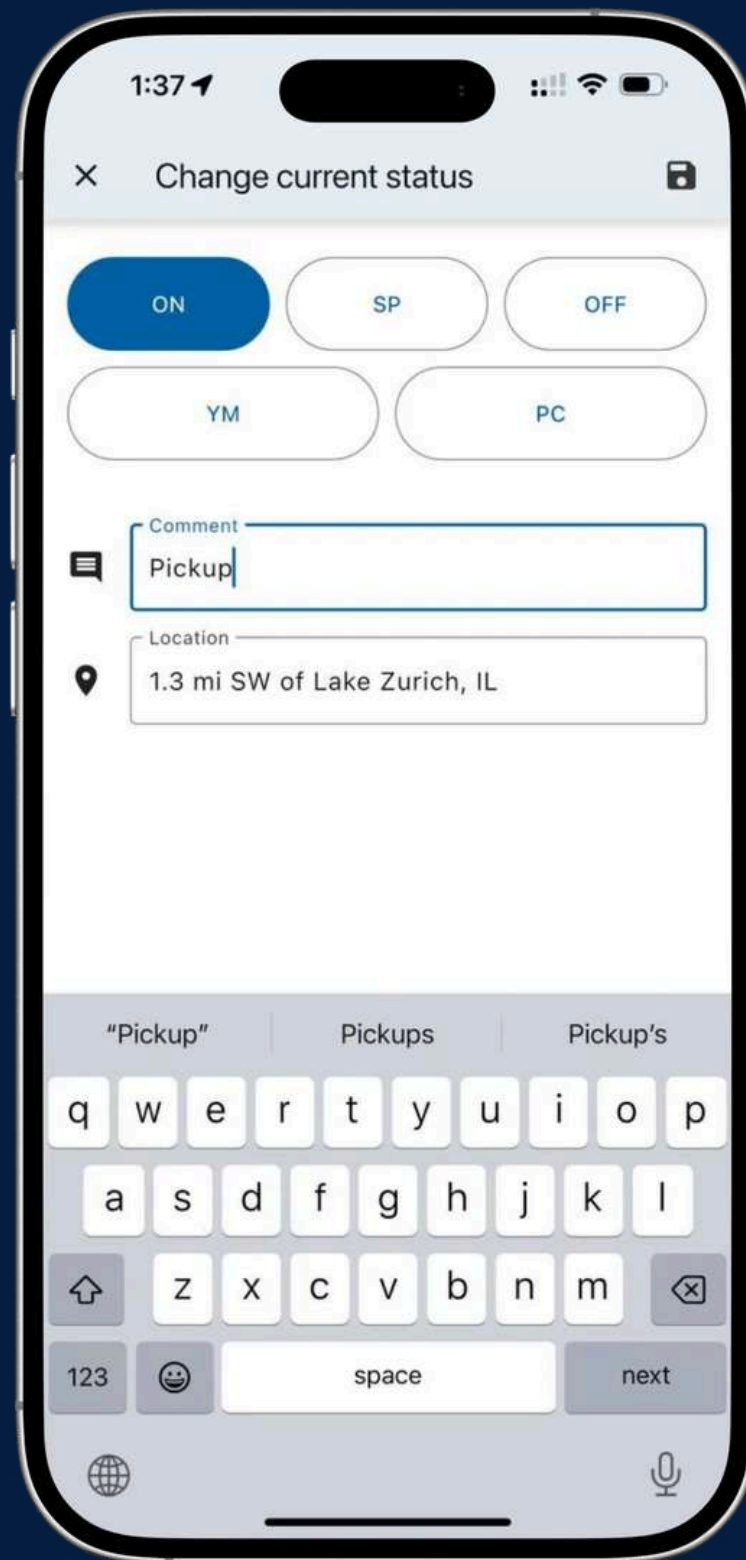 1:37
Change current status
ON SP OFF
YM PC
Comment
Pickup
Location
1.3 mi SW of Lake Zurich, IL
“Pickup” Pickups Pickup’s
q w e r t y u i o p
a s d f g h j k l
z x c v b n m
123 space next